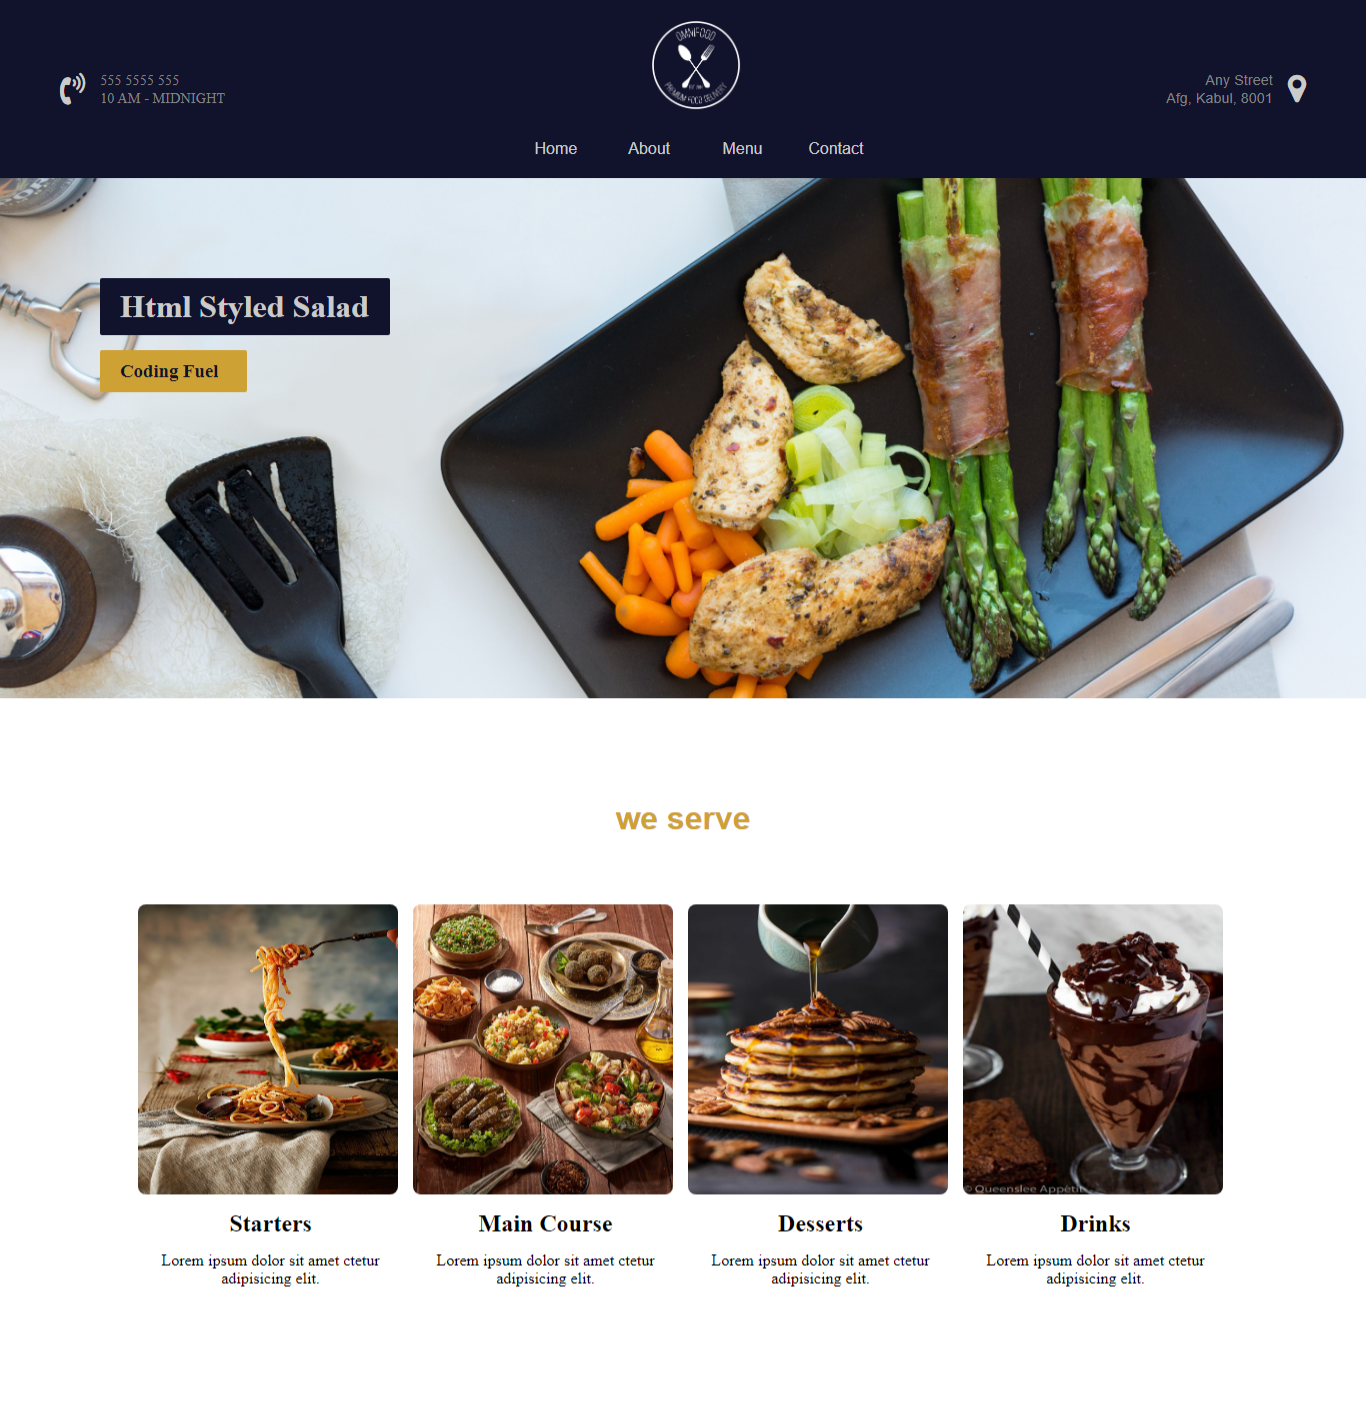 OMNIFOOD
PREMIUM FOOD DELIVERY
555 5555 555
10 AM - MIDNIGHT
Any Street
Afg, Kabul, 8001
Home
About
Menu
Contact
Html Styled Salad
Coding Fuel
we serve
© Queenslee Appétit
Starters
Main Course
Desserts
Drinks
Lorem ipsum dolor sit amet ctetur
adipisicing elit.
Lorem ipsum dolor sit amet ctetur
adipisicing elit.
Lorem ipsum dolor sit amet ctetur
adipisicing elit.
Lorem ipsum dolor sit amet ctetur
adipisicing elit.